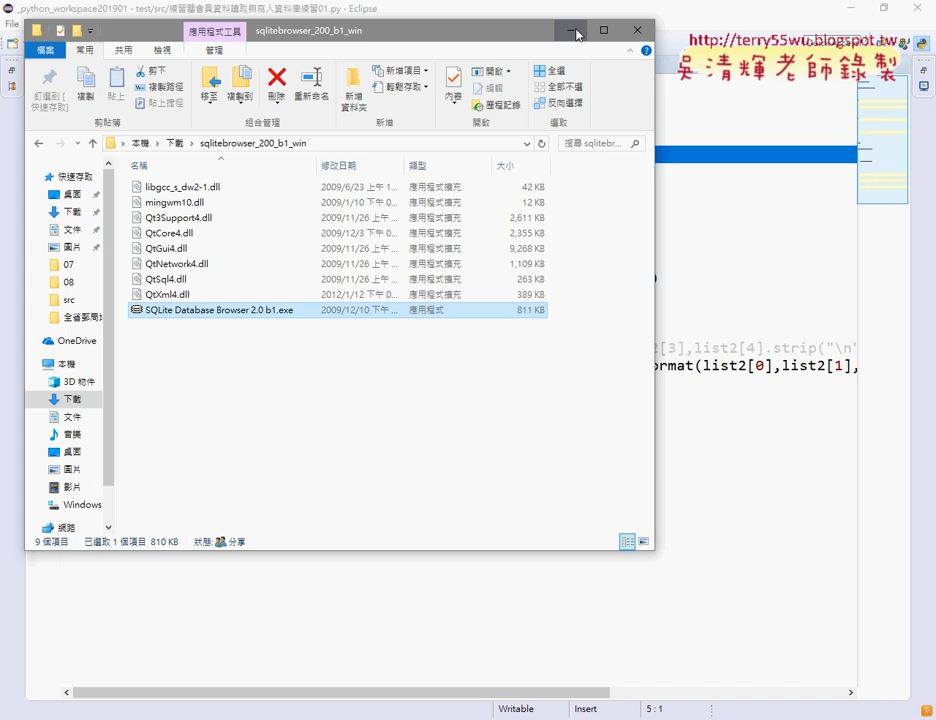 _python_workspace201901 - test/src/練習題會員資料讀取與寫入資料庫練習01.py - Eclipse
File
應用程式工具
sqlitebrowser_200_b1_win
檔案
常用
共用
檢視
管理
http://terry55wu.blogspot.tw
吳清輝老師錄製
釘選到 [
快速存取]
複製
貼上
剪下
複製路徑
貼上捷徑
剪貼簿
移至
複製到
刪除
重新命名
組合管理
新增
資料夾
新增項目
輕鬆存取
新增
內容
開啟
編輯
歷程記錄
開啟
全選
全部不選
反向選擇
選取
本機 > 下載 > sqlitebrowser_200_b1_win
搜尋 sqlitebr...
名稱 修改日期 類型 大小
libgcc_s_dw2-1.dll 2009/6/23 上午 1... 應用程式擴充 42 KB
mingwm10.dll 2009/1/10 下午 0... 應用程式擴充 12 KB
Qt3Support4.dll 2009/11/26 上午 ... 應用程式擴充 2,611 KB
QtCore4.dll 2009/12/3 下午 0... 應用程式擴充 2,355 KB
QtGui4.dll 2009/11/26 上午 ... 應用程式擴充 9,268 KB
QtNetwork4.dll 2009/11/26 上午 ... 應用程式擴充 1,109 KB
QtSql4.dll 2009/11/26 上午 ... 應用程式擴充 263 KB
QtXml4.dll 2012/1/12 下午 0... 應用程式擴充 389 KB
SQLite Database Browser 2.0 b1.exe 2009/12/10 下午 ... 應用程式 811 KB
快速存取
桌面
下載
文件
圖片
07
08
src
全省郵局
OneDrive
本機
3D 物件
下載
文件
音樂
桌面
圖片
影片
Windows
網路
2[3],list2[4].strip("\n"
ormat(list2[0],list2[1],
9 個項目 已選取 1 個項目 810 KB 狀態: 分享
Writable Insert 5 : 1